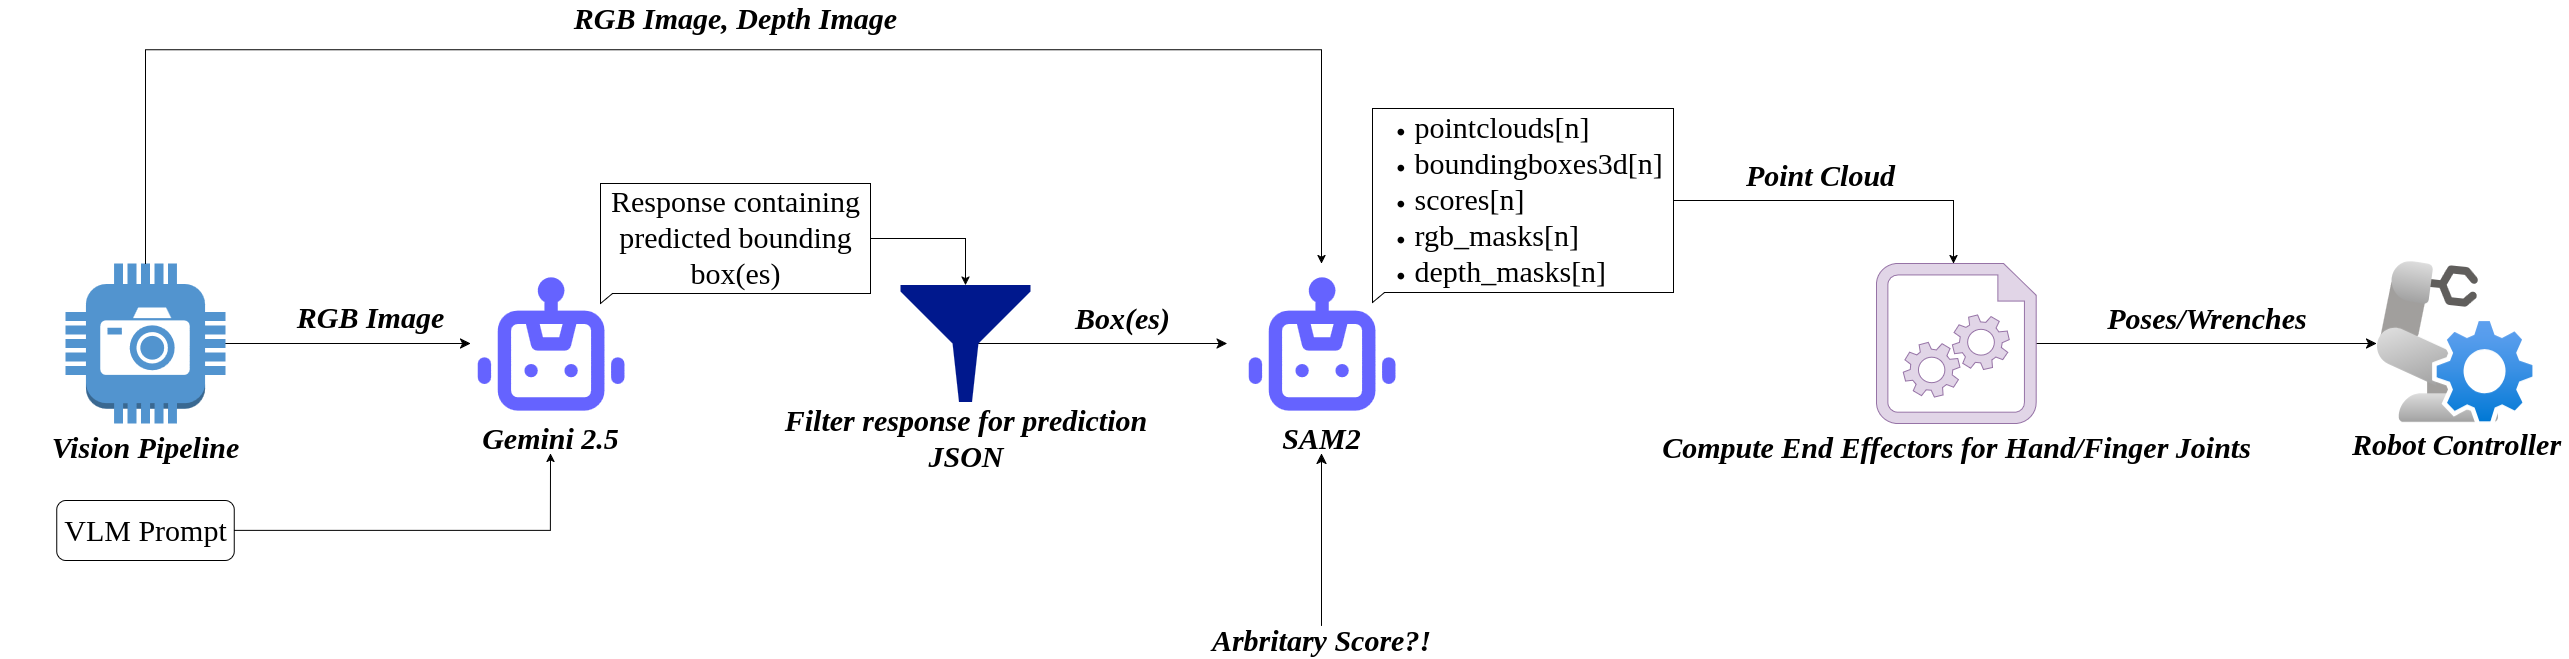 RGB Image, Depth Image
• pointclouds[n]
• boundingboxes3d[n]
• scores[n]
• rgb_masks[n]
• depth_masks[n]
Point Cloud
Response containing
predicted bounding
box(es)
RGB Image
Box(es)
Poses/Wrenches
Vision Pipeline
Gemini 2.5
Filter response for prediction
JSON
SAM2
Compute End Effectors for Hand/Finger Joints
Robot Controller
VLM Prompt
Arbritary Score?!